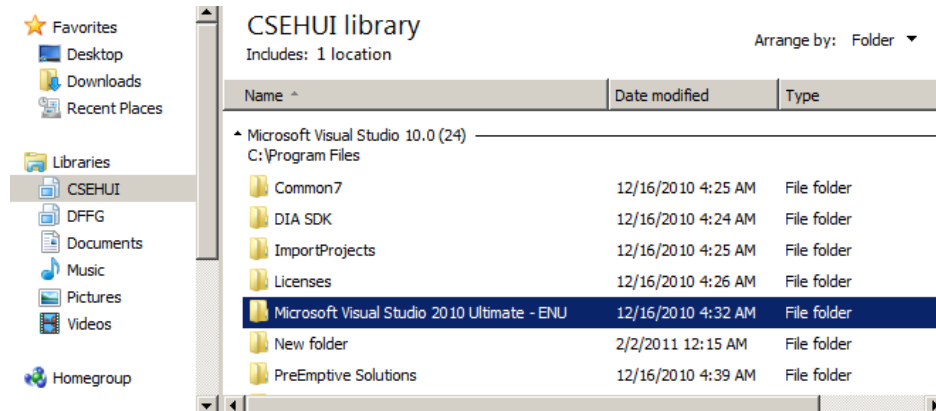 Favorites
Desktop
Downloads
Recent Places
Libraries
CSEHUI
DFFG
Documents
Music
Pictures
Videos
Homegroup
CSEHUI library
Includes: 1 location
Arrange by: Folder
Name Date modified Type
Microsoft Visual Studio 10.0 (24)
C:\Program Files
Common7 12/16/2010 4:25 AM File folder
DIA SDK 12/16/2010 4:24 AM File folder
ImportProjects 12/16/2010 4:25 AM File folder
Licenses 12/16/2010 4:26 AM File folder
Microsoft Visual Studio 2010 Ultimate - ENU 12/16/2010 4:32 AM File folder
New folder 2/2/2011 12:15 AM File folder
PreEmptive Solutions 12/16/2010 4:39 AM File folder